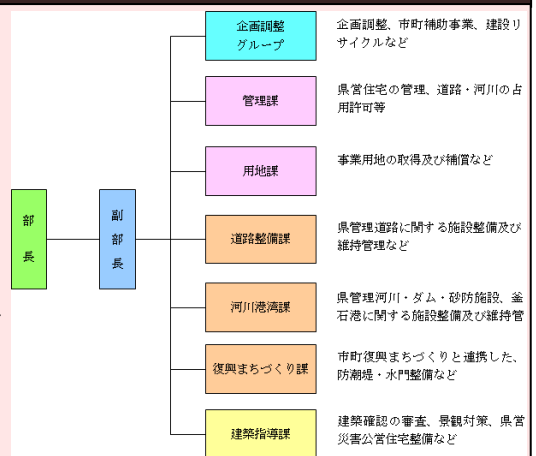 企画調整
グループ
企画調整、市町補助事業、建設リ
サイクルなど
管理課
県営住宅の管理、道路・河川の占
用許可等
用地課
事業用地の取得及び補償など
部
長
副
部
長
道路整備課
県管理道路に関する施設整備及び
維持管理など
河川港湾課
県管理河川・ダム・砂防施設、釜
石港に関する施設整備及び維持管
復興まちづくり課
市町復興まちづくりと連携した、
防潮堤・水門整備など
建築指導課
建築確認の審査、景観対策、県営
災害公営住宅整備など